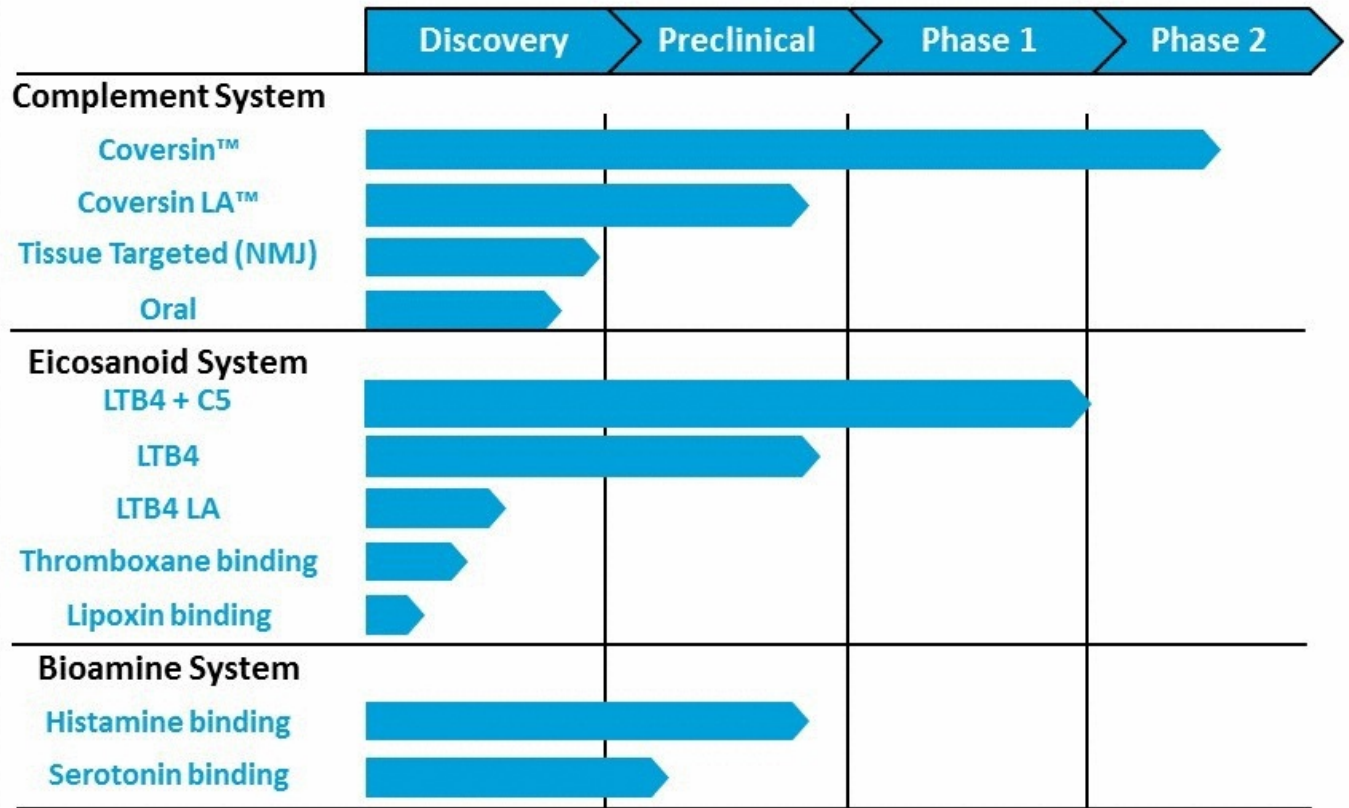 Discovery Preclinical Phase 1 Phase 2
Complement System
Coversin™
Coversin LA™
Tissue Targeted (NMJ)
Oral
Eicosanoid System
LTB4 + C5
LTB4
LTB4 LA
Thromboxane binding
Lipoxin binding
Bioamine System
Histamine binding
Serotonin binding